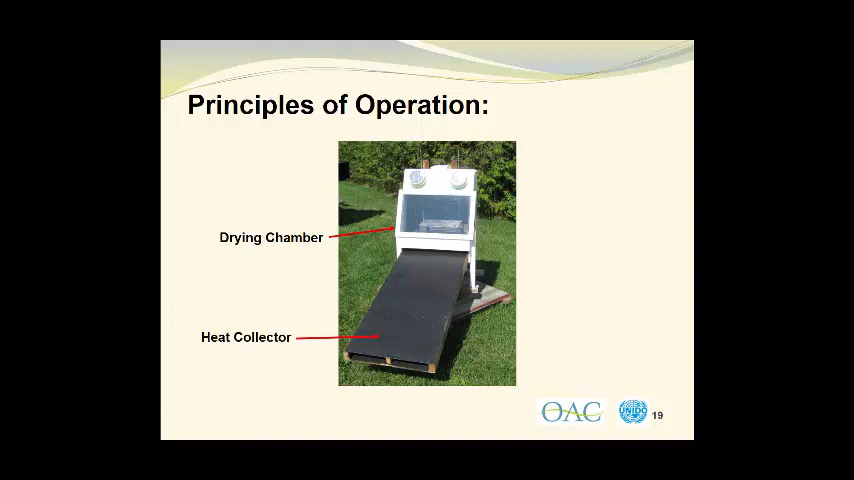 Principles of Operation:
Drying Chamber
Heat Collector
OAC
UNIDO
19